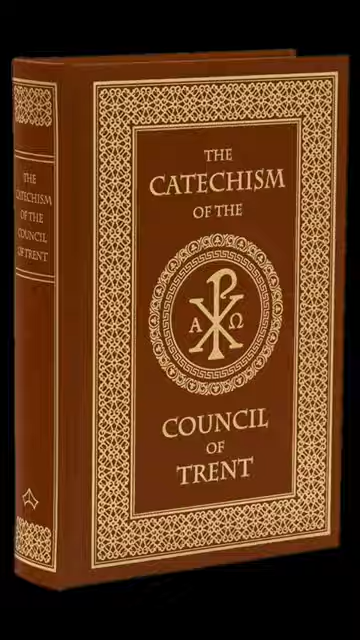 THE
CATECHISM
OF THE
COUNCIL
OF TRENT
THE
CATECHISM
OF THE
Α Ω
COUNCIL
OF
TRENT